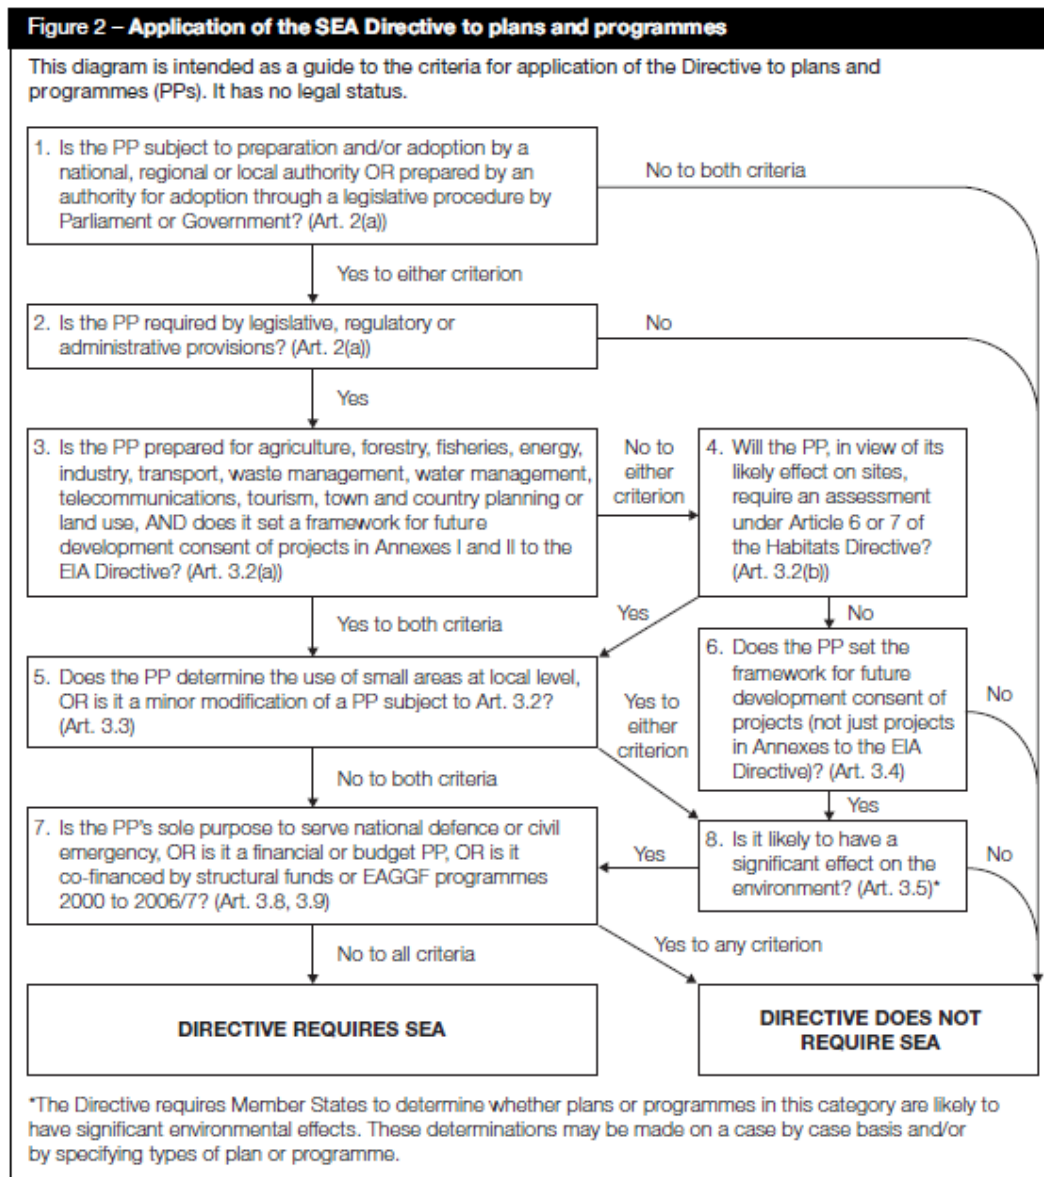 Figure 2 – Application of the SEA Directive to plans and programmes
This diagram is intended as a guide to the criteria for application of the Directive to plans and
programmes (PPs). It has no legal status.
1. Is the PP subject to preparation and/or adoption by a
national, regional or local authority OR prepared by an
authority for adoption through a legislative procedure by
Parliament or Government? (Art. 2(a))
No to both criteria
Yes to either criterion
2. Is the PP required by legislative, regulatory or
administrative provisions? (Art. 2(a))
No
Yes
3. Is the PP prepared for agriculture, forestry, fisheries, energy,
industry, transport, waste management, water management,
telecommunications, tourism, town and country planning or
land use, AND does it set a framework for future
development consent of projects in Annexes I and II to the
EIA Directive? (Art. 3.2(a))
No to
either
criterion
4. Will the PP, in view of its
likely effect on sites,
require an assessment
under Article 6 or 7 of
the Habitats Directive?
(Art. 3.2(b))
Yes to both criteria
Yes
No
5. Does the PP determine the use of small areas at local level,
OR is it a minor modification of a PP subject to Art. 3.2?
(Art. 3.3)
Yes to
either
criterion
6. Does the PP set the
framework for future
development consent of
projects (not just projects
in Annexes to the EIA
Directive)? (Art. 3.4)
No
No to both criteria
Yes
7. Is the PP's sole purpose to serve national defence or civil
emergency, OR is it a financial or budget PP, OR is it
co-financed by structural funds or EAGGF programmes
2000 to 2006/7? (Art. 3.8, 3.9)
Yes
8. Is it likely to have a
significant effect on the
environment? (Art. 3.5)*
No
No to all criteria
Yes to any criterion
DIRECTIVE REQUIRES SEA
DIRECTIVE DOES NOT
REQUIRE SEA
*The Directive requires Member States to determine whether plans or programmes in this category are likely to
have significant environmental effects. These determinations may be made on a case by case basis and/or
by specifying types of plan or programme.